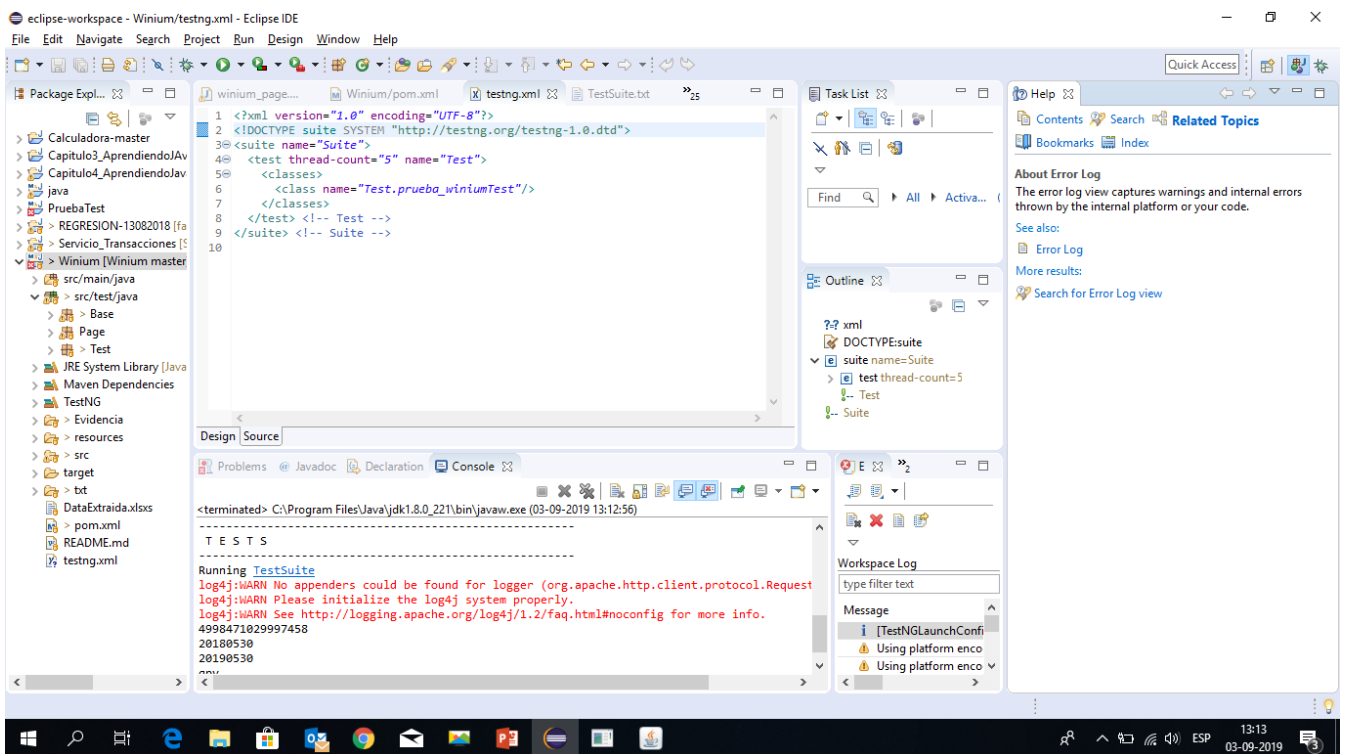 eclipse-workspace - Winium/testng.xml - Eclipse IDE
File Edit Navigate Search Project Run Design Window Help
Quick Access
Package Expl...
Calculadora-master
Capitulo3_AprendiendoJAv
Capitulo4_AprendiendoJav
java
PruebaTest
> REGRESION-13082018 [fa
> Servicio_Transacciones [S
> Winium [Winium master
src/main/java
> src/test/java
> Base
Page
> Test
JRE System Library [Java
Maven Dependencies
TestNG
> Evidencia
> resources
> src
target
> txt
DataExtraida.xlsxs
> pom.xml
README.md
testng.xml
winium_page.... Winium/pom.xml testng.xml TestSuite.txt »25
1 <?xml version="1.0" encoding="UTF-8"?>
2 <!DOCTYPE suite SYSTEM "http://testng.org/testng-1.0.dtd">
3 <suite name="Suite">
4 <test thread-count="5" name="Test">
5 <classes>
6 <class name="Test.prueba_winiumTest"/>
7 </classes>
8 </test> <!-- Test -->
9 </suite> <!-- Suite -->
10
Design Source
Problems @ Javadoc Declaration Console
<terminated> C:\Program Files\Java\jdk1.8.0_221\bin\javaw.exe (03-09-2019 13:12:56)
-------------------------------------------------------
T E S T S
-------------------------------------------------------
Running TestSuite
log4j:WARN No appenders could be found for logger (org.apache.http.client.protocol.Request
log4j:WARN Please initialize the log4j system properly.
log4j:WARN See http://logging.apache.org/log4j/1.2/faq.html#noconfig for more info.
4998471029997458
20180530
20190530
Task List
Find All Activa...
Outline
?=? xml
DOCTYPE:suite
suite name=Suite
test thread-count=5
Test
Suite
E »2
Workspace Log
type filter text
Message
[TestNGLaunchConfi
Using platform enco
Using platform enco
Help
Contents Search Related Topics
Bookmarks Index
About Error Log
The error log view captures warnings and internal errors
thrown by the internal platform or your code.
See also:
Error Log
More results:
Search for Error Log view
ESP
13:13
03-09-2019
3